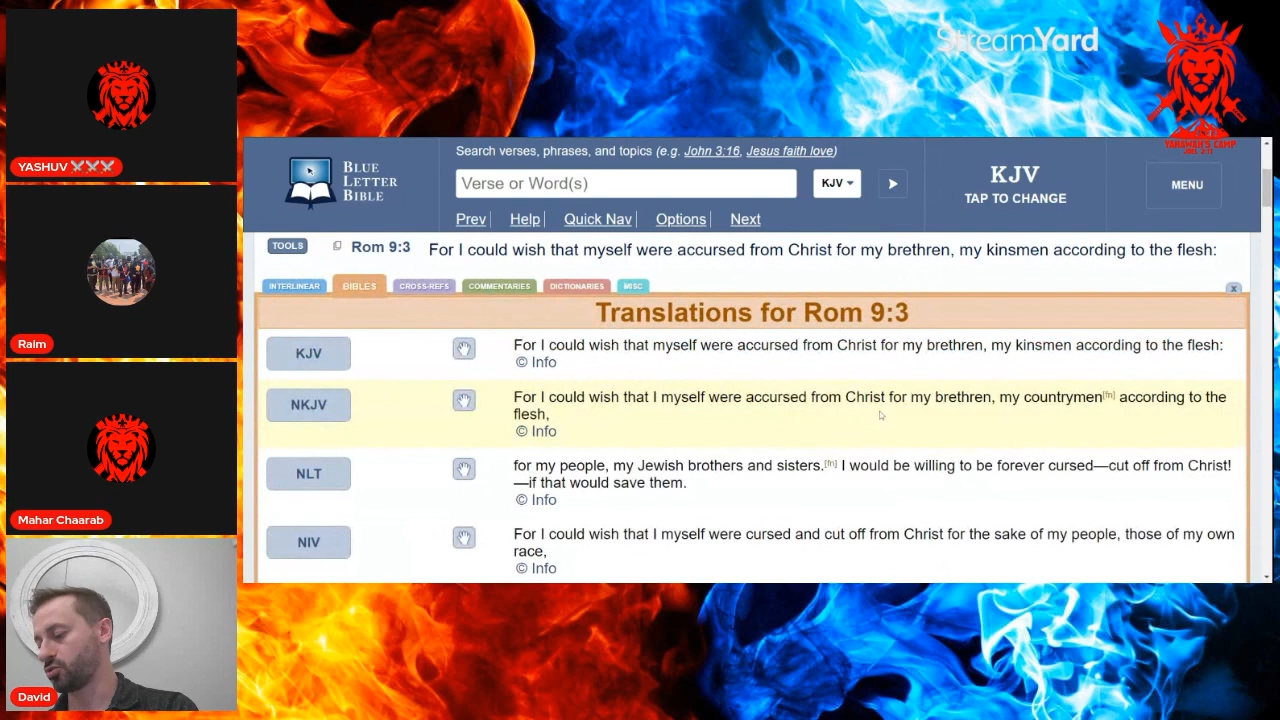 StreamYard
YAHAWAH'S CAMP
YASHUV ⚔️⚔️⚔️
Raim
Mahar Chaarab
David
BLUE
LETTER
BIBLE
Search verses, phrases, and topics (e.g. John 3:16, Jesus faith love)
Verse or Word(s)
KJV
Prev Help Quick Nav Options Next
KJV
TAP TO CHANGE
MENU
TOOLS Rom 9:3 For I could wish that myself were accursed from Christ for my brethren, my kinsmen according to the flesh:
INTERLINEAR BIBLES CROSS-REFS COMMENTARIES DICTIONARIES MISC x
Translations for Rom 9:3
KJV For I could wish that myself were accursed from Christ for my brethren, my kinsmen according to the flesh:
© Info
NKJV For I could wish that I myself were accursed from Christ for my brethren, my countrymen[fn] according to the
flesh,
© Info
NLT for my people, my Jewish brothers and sisters.[fn] I would be willing to be forever cursed—cut off from Christ!
—if that would save them.
© Info
NIV For I could wish that I myself were cursed and cut off from Christ for the sake of my people, those of my own
race,
© Info